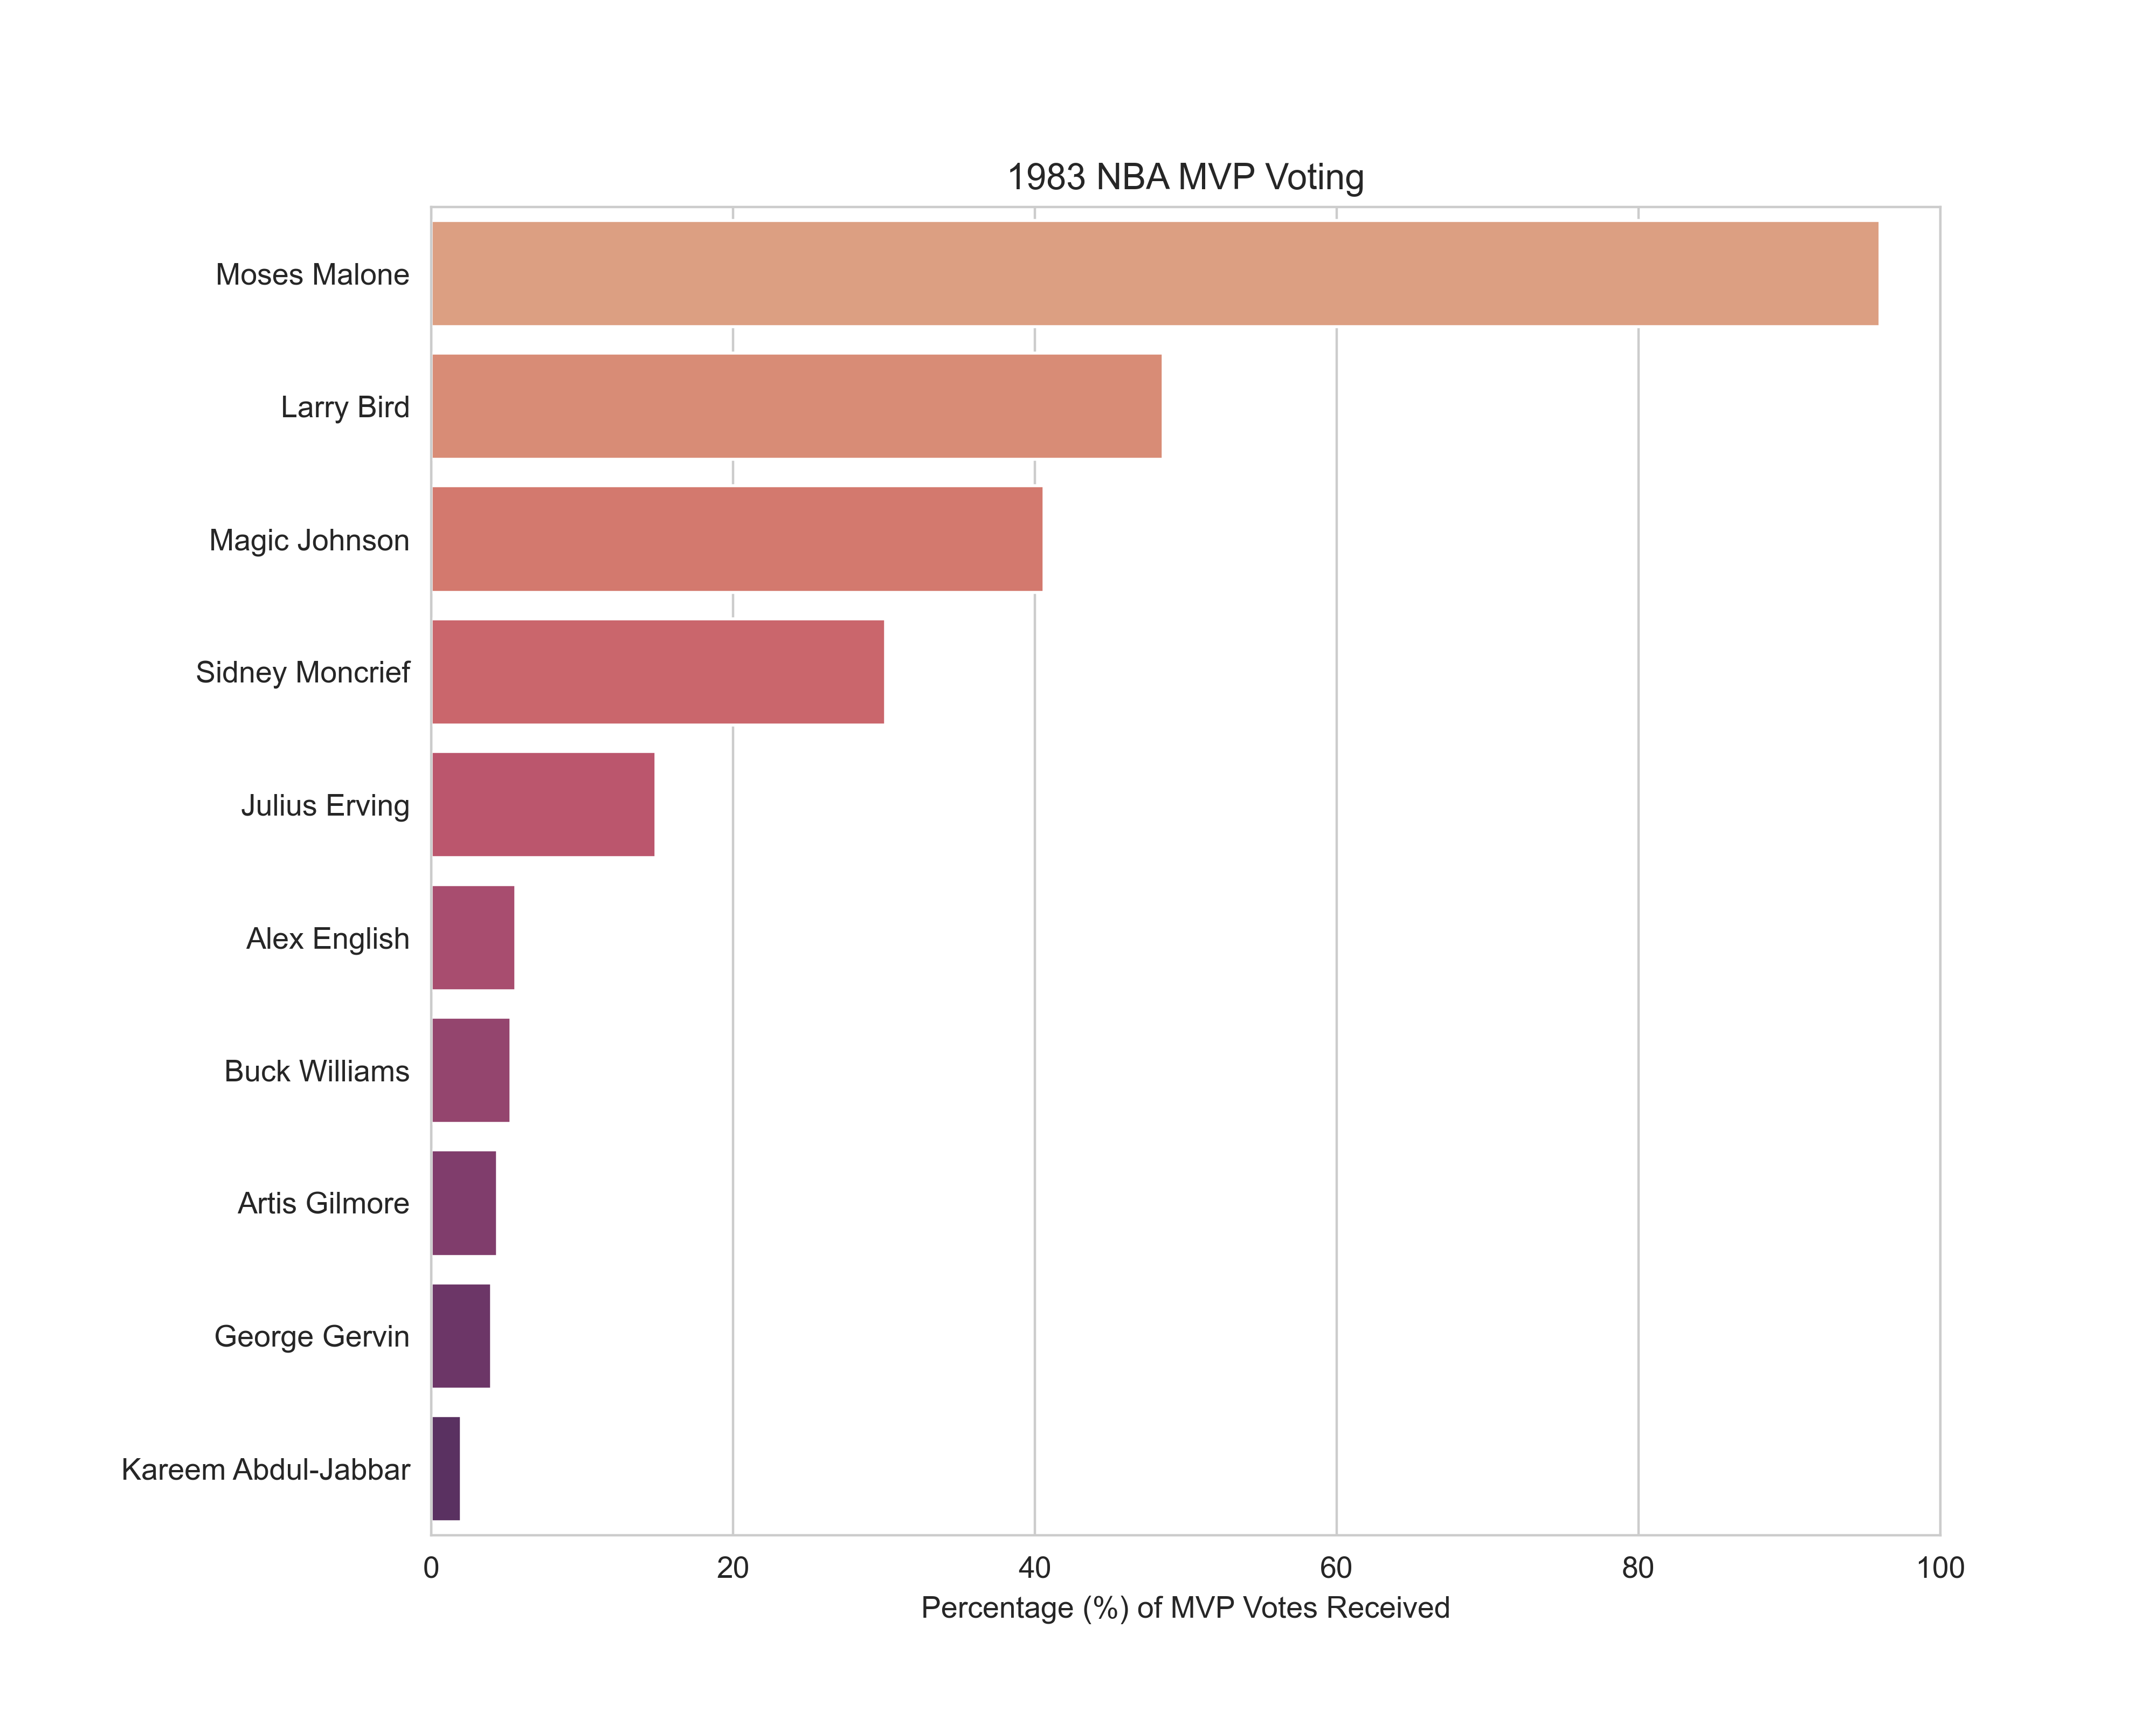 1983 NBA MVP Voting
Moses Malone
Larry Bird
Magic Johnson
Sidney Moncrief
Julius Erving
Alex English
Buck Williams
Artis Gilmore
George Gervin
Kareem Abdul-Jabbar
0 20 40 60 80 100
Percentage (%) of MVP Votes Received